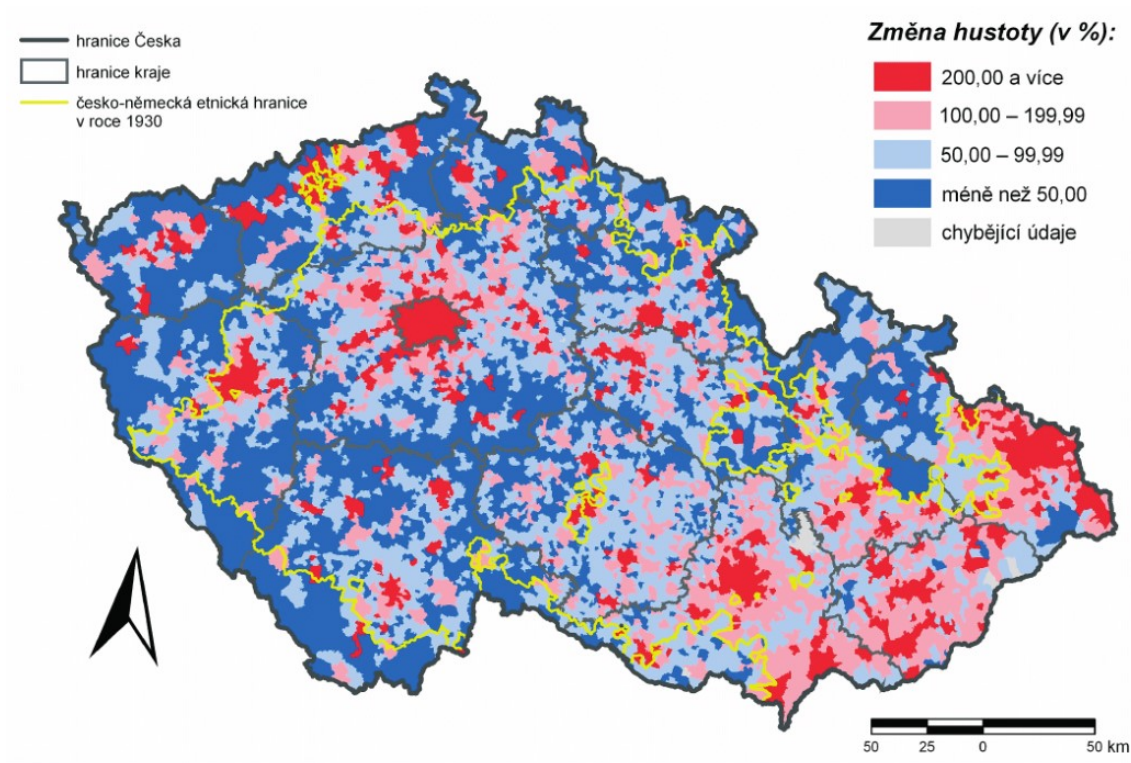 hranice Česka
hranice kraje
česko-německá etnická hranice
v roce 1930
Změna hustoty (v %):
200,00 a více
100,00 – 199,99
50,00 – 99,99
méně než 50,00
chybějící údaje
50 25 0 50 km